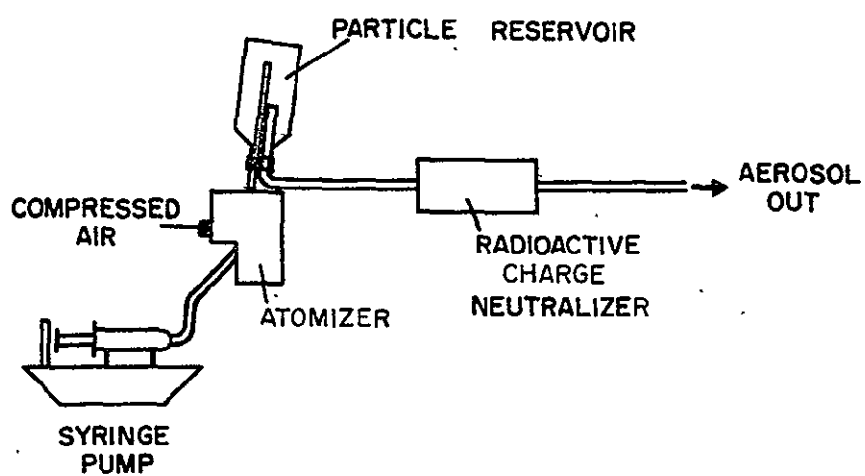 PARTICLE RESERVOIR
COMPRESSED
AIR
AEROSOL
OUT
RADIOACTIVE
CHARGE
NEUTRALIZER
ATOMIZER
SYRINGE
PUMP